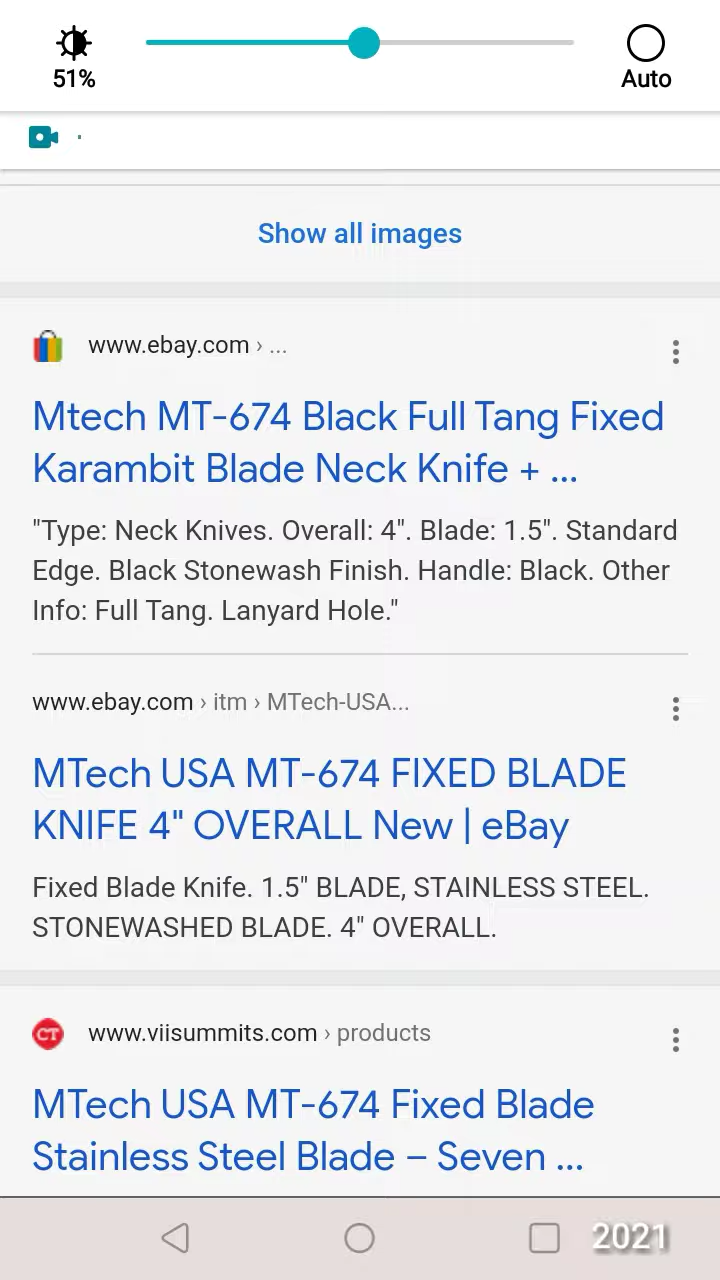 51%
Auto
Show all images
www.ebay.com › ...
Mtech MT-674 Black Full Tang Fixed
Karambit Blade Neck Knife + ...
"Type: Neck Knives. Overall: 4". Blade: 1.5". Standard
Edge. Black Stonewash Finish. Handle: Black. Other
Info: Full Tang. Lanyard Hole."
www.ebay.com › itm › MTech-USA...
MTech USA MT-674 FIXED BLADE
KNIFE 4" OVERALL New | eBay
Fixed Blade Knife. 1.5" BLADE, STAINLESS STEEL.
STONEWASHED BLADE. 4" OVERALL.
CT www.viisummits.com › products
MTech USA MT-674 Fixed Blade
Stainless Steel Blade – Seven ...
2021